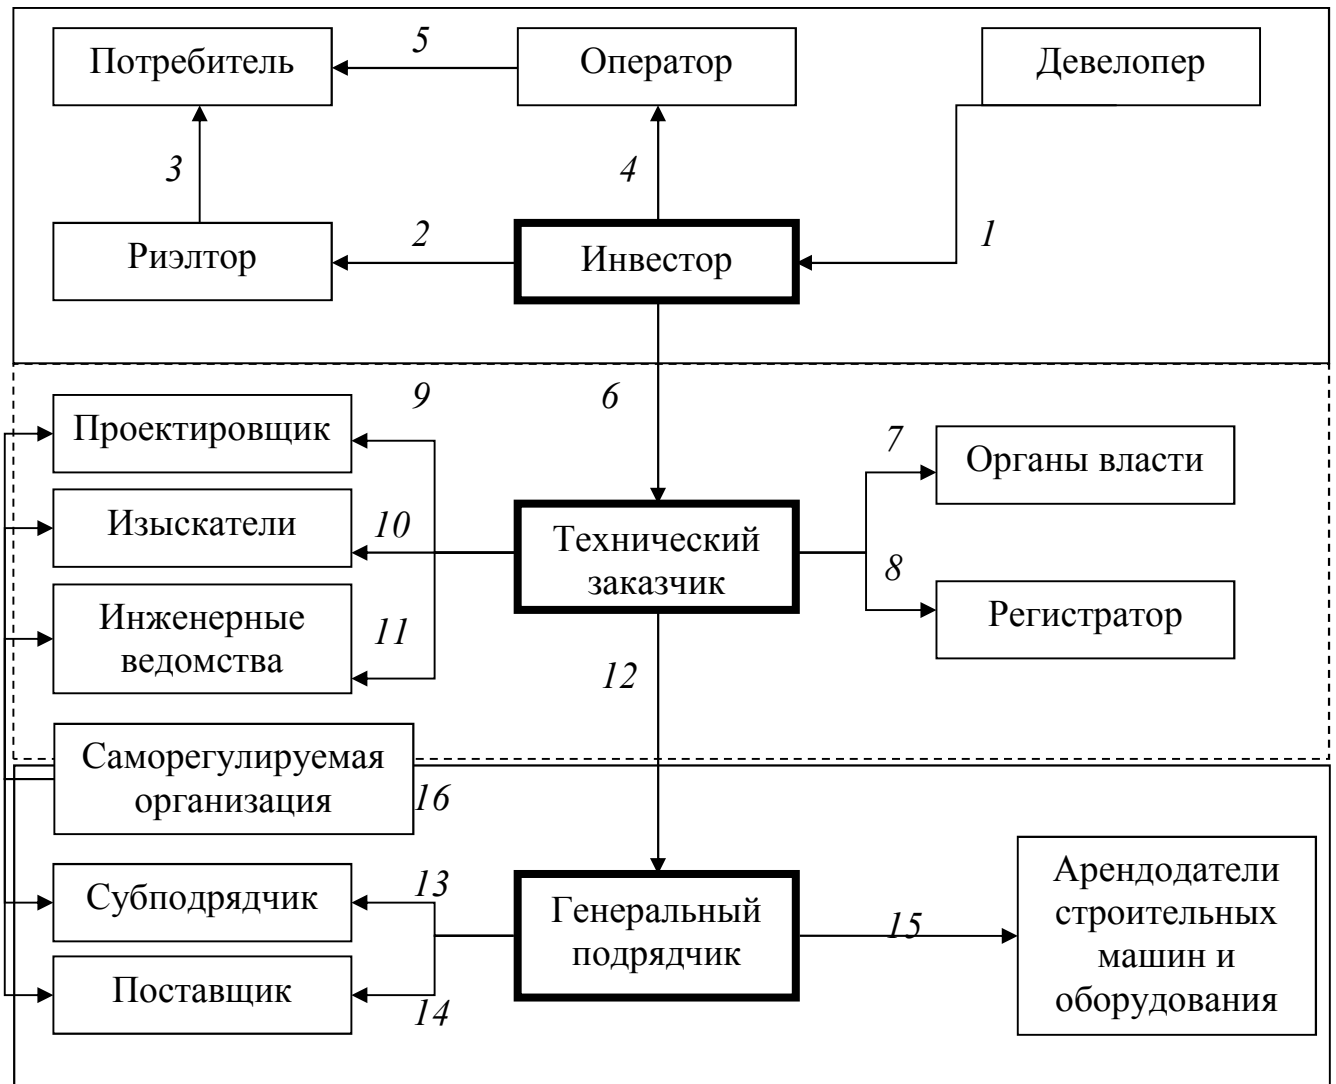 Потребитель
5
Оператор
Девелопер
3
4
Риэлтор
2
Инвестор
1
9
6
Проектировщик
7
Органы власти
Изыскатели
10
Технический
заказчик
8
Инженерные
ведомства
11
Регистратор
12
Саморегулируемая
организация
16
Субподрядчик
13
Генеральный
подрядчик
15
Арендодатели
строительных
машин и
оборудования
Поставщик
14